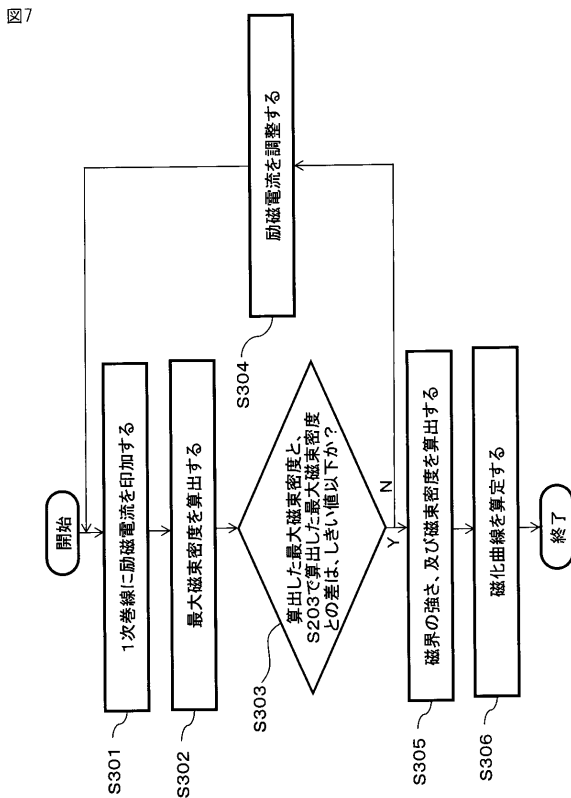 図7
開始
S301
1次巻線に励磁電流を印加する
S302
最大磁束密度を算出する
S303
算出した最大磁束密度と、
S203で算出した最大磁束密度
との差は、しきい値以下か?
N
Y
S304
励磁電流を調整する
S305
磁界の強さ、及び磁束密度を算出する
S306
磁化曲線を算定する
終了